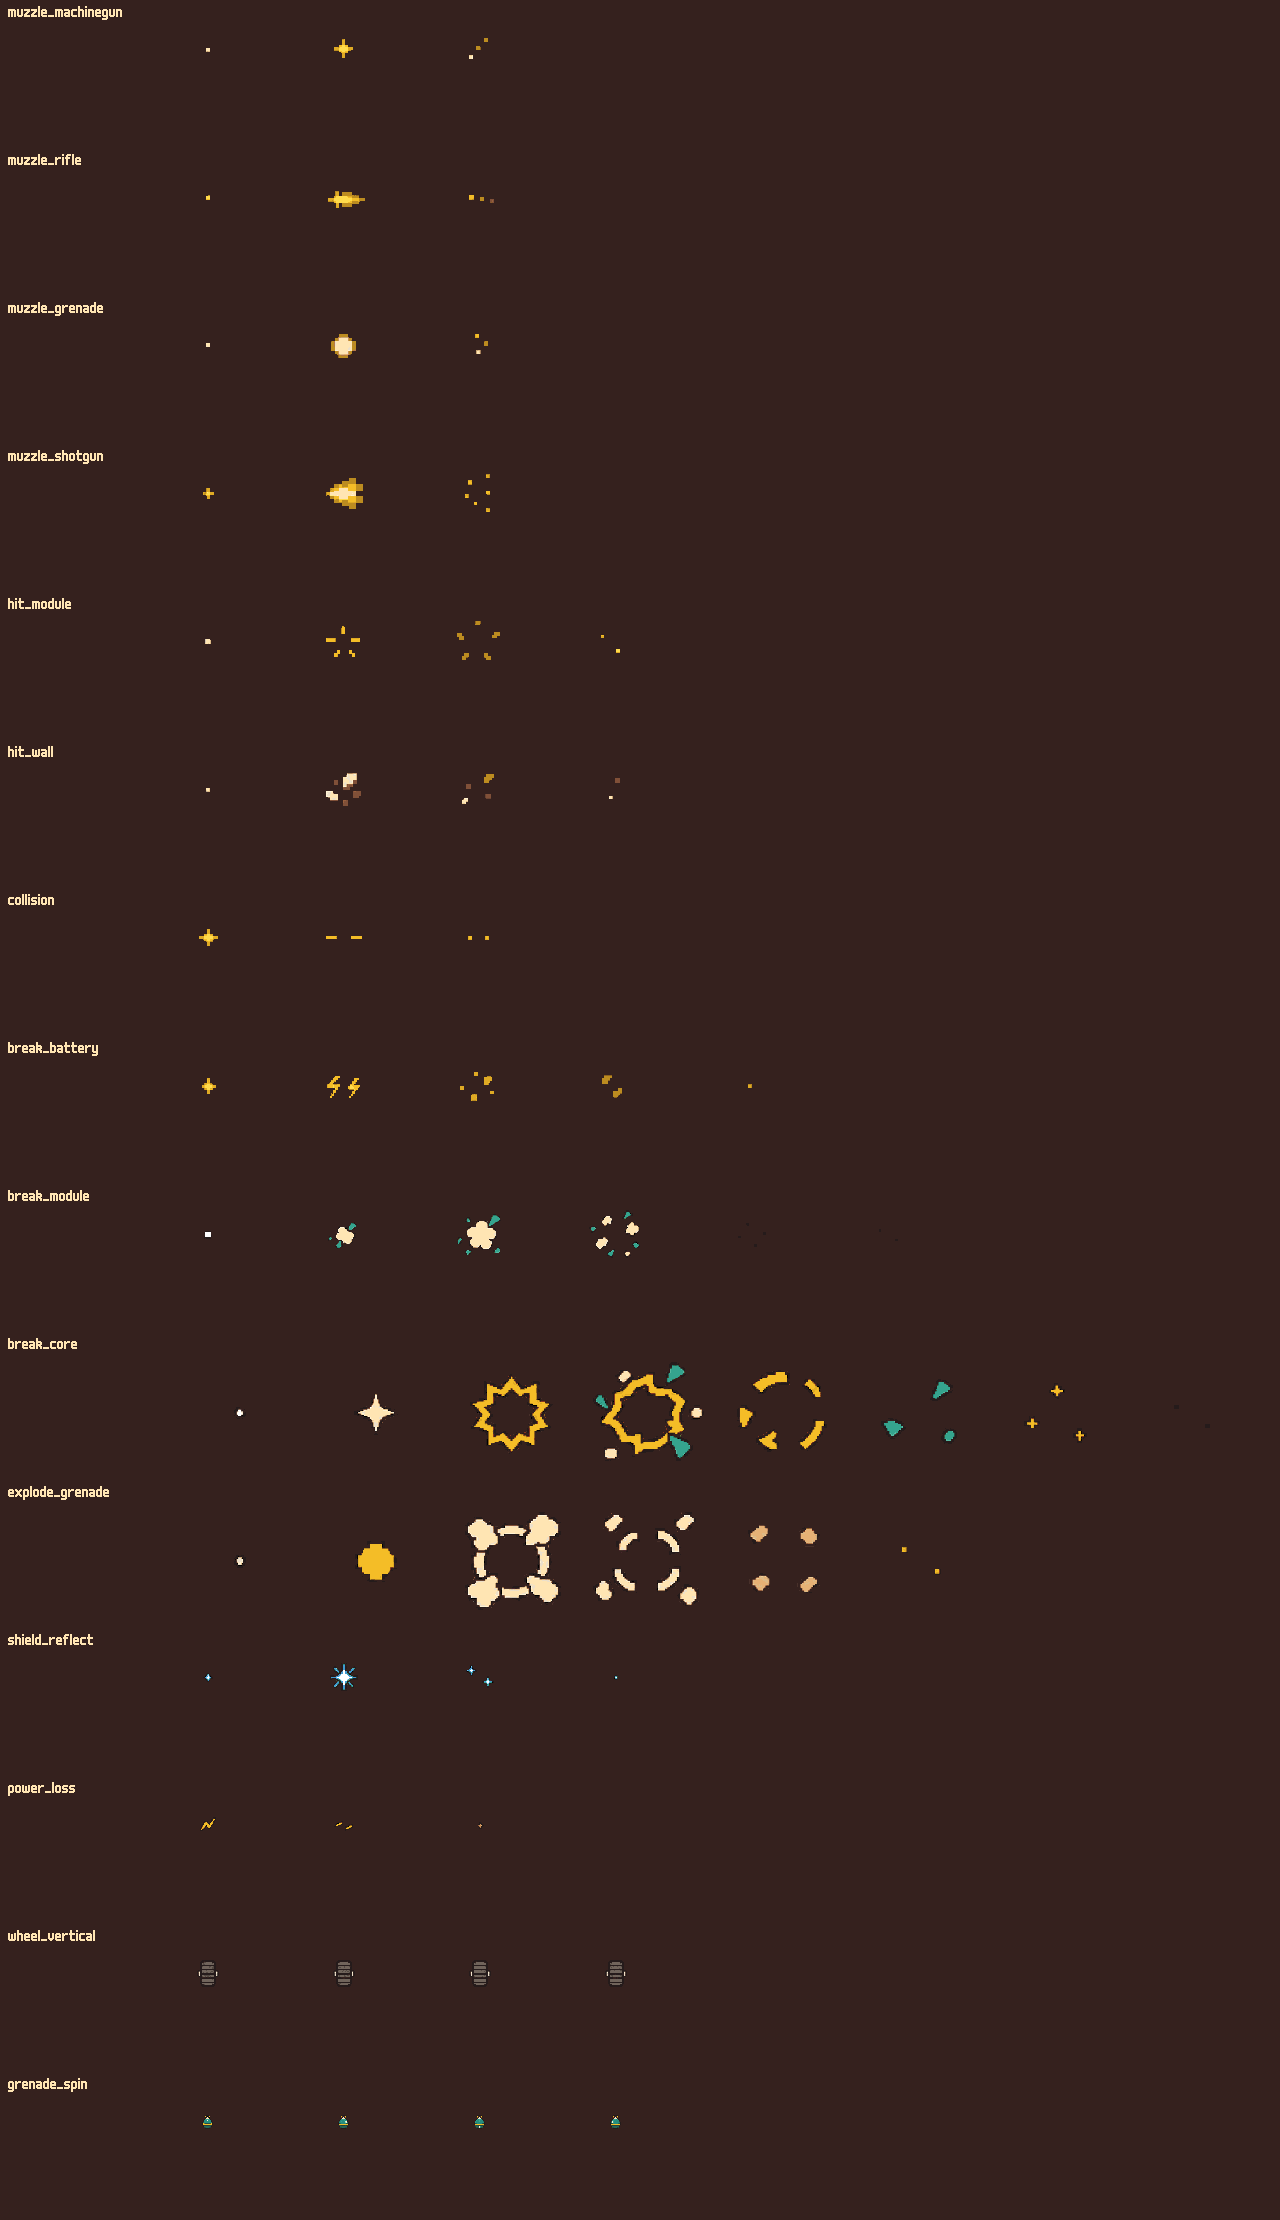 muzzle_machinegun
muzzle_rifle
muzzle_grenade
muzzle_shotgun
hit_module
hit_wall
collision
break_battery
break_module
break_core
explode_grenade
shield_reflect
power_loss
wheel_vertical
grenade_spin